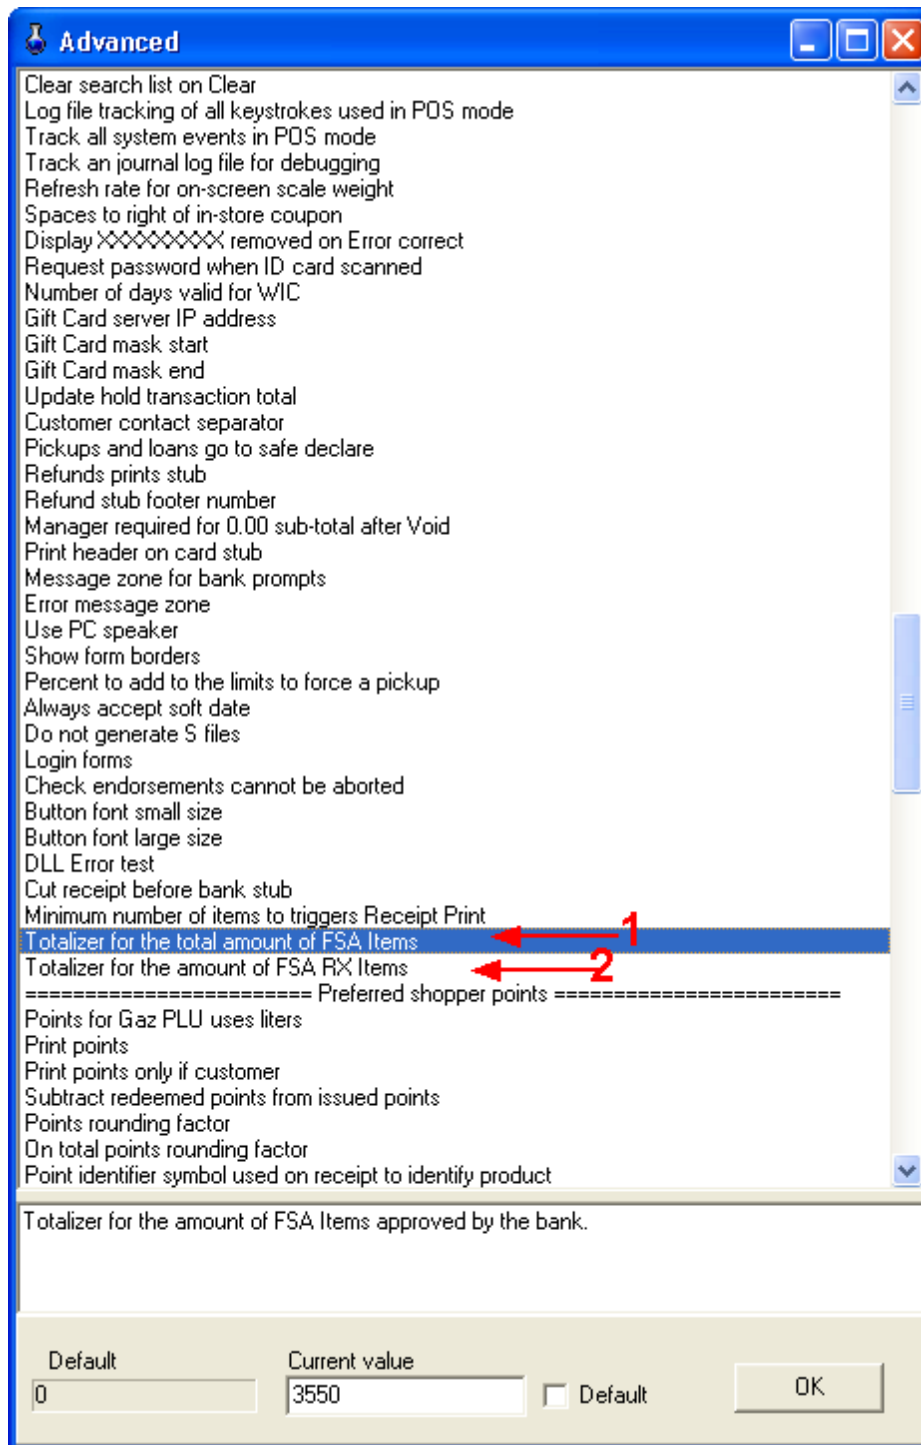 Advanced
Clear search list on Clear
Log file tracking of all keystrokes used in POS mode
Track all system events in POS mode
Track an journal log file for debugging
Refresh rate for on-screen scale weight
Spaces to right of in-store coupon
Display XXXXXXXXX removed on Error correct
Request password when ID card scanned
Number of days valid for WIC
Gift Card server IP address
Gift Card mask start
Gift Card mask end
Update hold transaction total
Customer contact separator
Pickups and loans go to safe declare
Refunds prints stub
Refund stub footer number
Manager required for 0.00 sub-total after Void
Print header on card stub
Message zone for bank prompts
Error message zone
Use PC speaker
Show form borders
Percent to add to the limits to force a pickup
Always accept soft date
Do not generate S files
Login forms
Check endorsements cannot be aborted
Button font small size
Button font large size
DLL Error test
Cut receipt before bank stub
Minimum number of items to triggers Receipt Print
Totalizer for the total amount of FSA Items 1
Totalizer for the amount of FSA RX Items 2
======================== Preferred shopper points ========================
Points for Gaz PLU uses liters
Print points
Print points only if customer
Subtract redeemed points from issued points
Points rounding factor
On total points rounding factor
Point identifier symbol used on receipt to identify product
Totalizer for the amount of FSA Items approved by the bank.
Default Current value
0 3550 Default OK